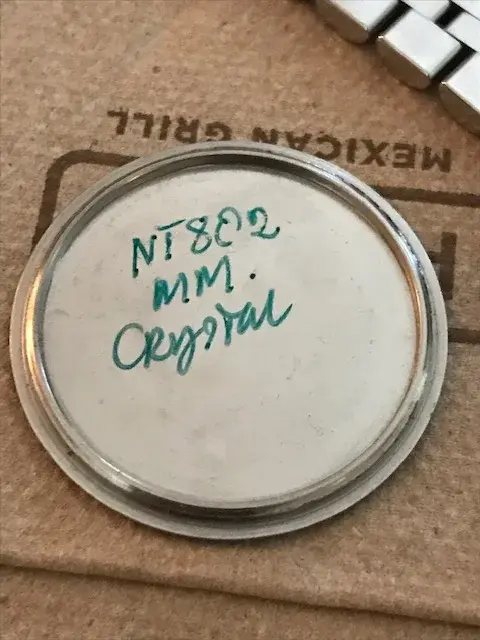 MEXICAN GRILL
NT802
MM.
Crystal